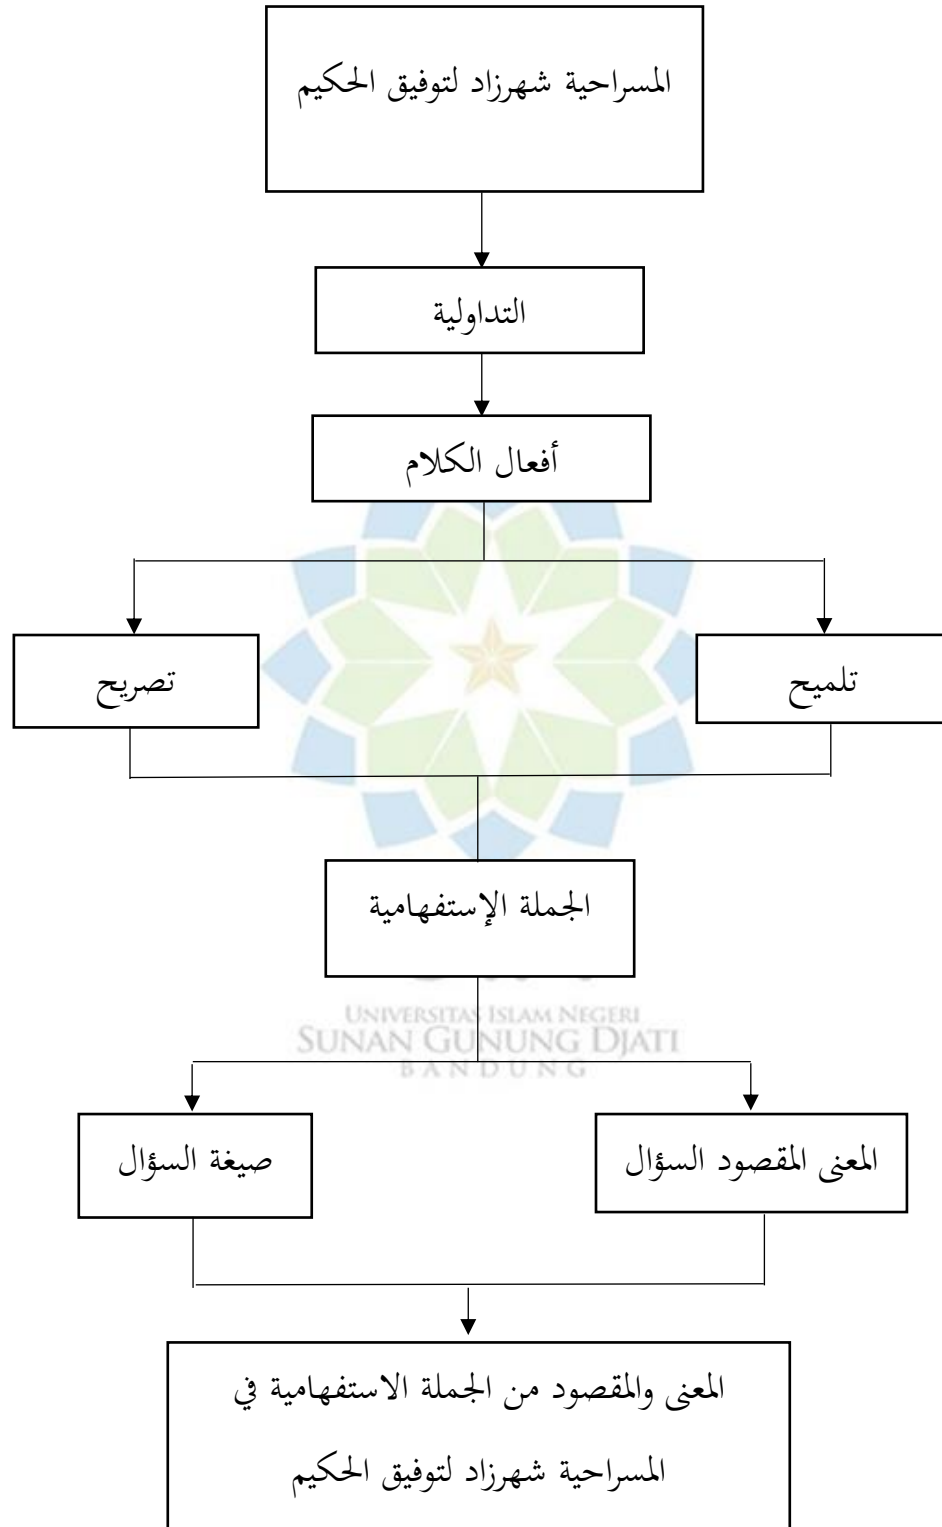 المسراحية شهرزاد لتوفيق الحكيم
التداولية
أفعال الكلام
تلميح
تصريح
الجملة الإستفهامية
UNIVERSITAS ISLAM NEGERI
SUNAN GUNUNG DJATI
BANDUNG
المعنى المقصود السؤال
صيغة السؤال
المعنى والمقصود من الجملة الاستفهامية في
المسراحية شهرزاد لتوفيق الحكيم